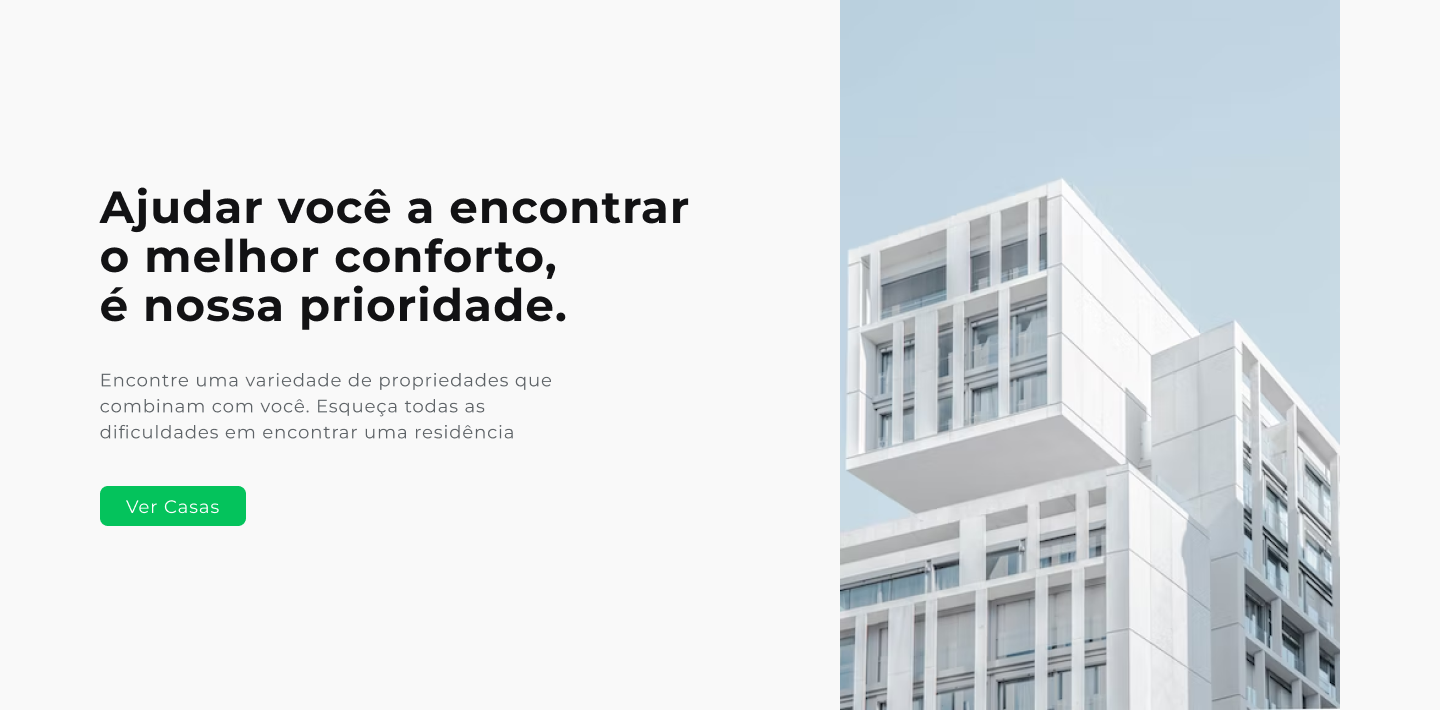 Ajudar você a encontrar
o melhor conforto,
é nossa prioridade.
Encontre uma variedade de propriedades que
combinam com você. Esqueça todas as
dificuldades em encontrar uma residência
Ver Casas